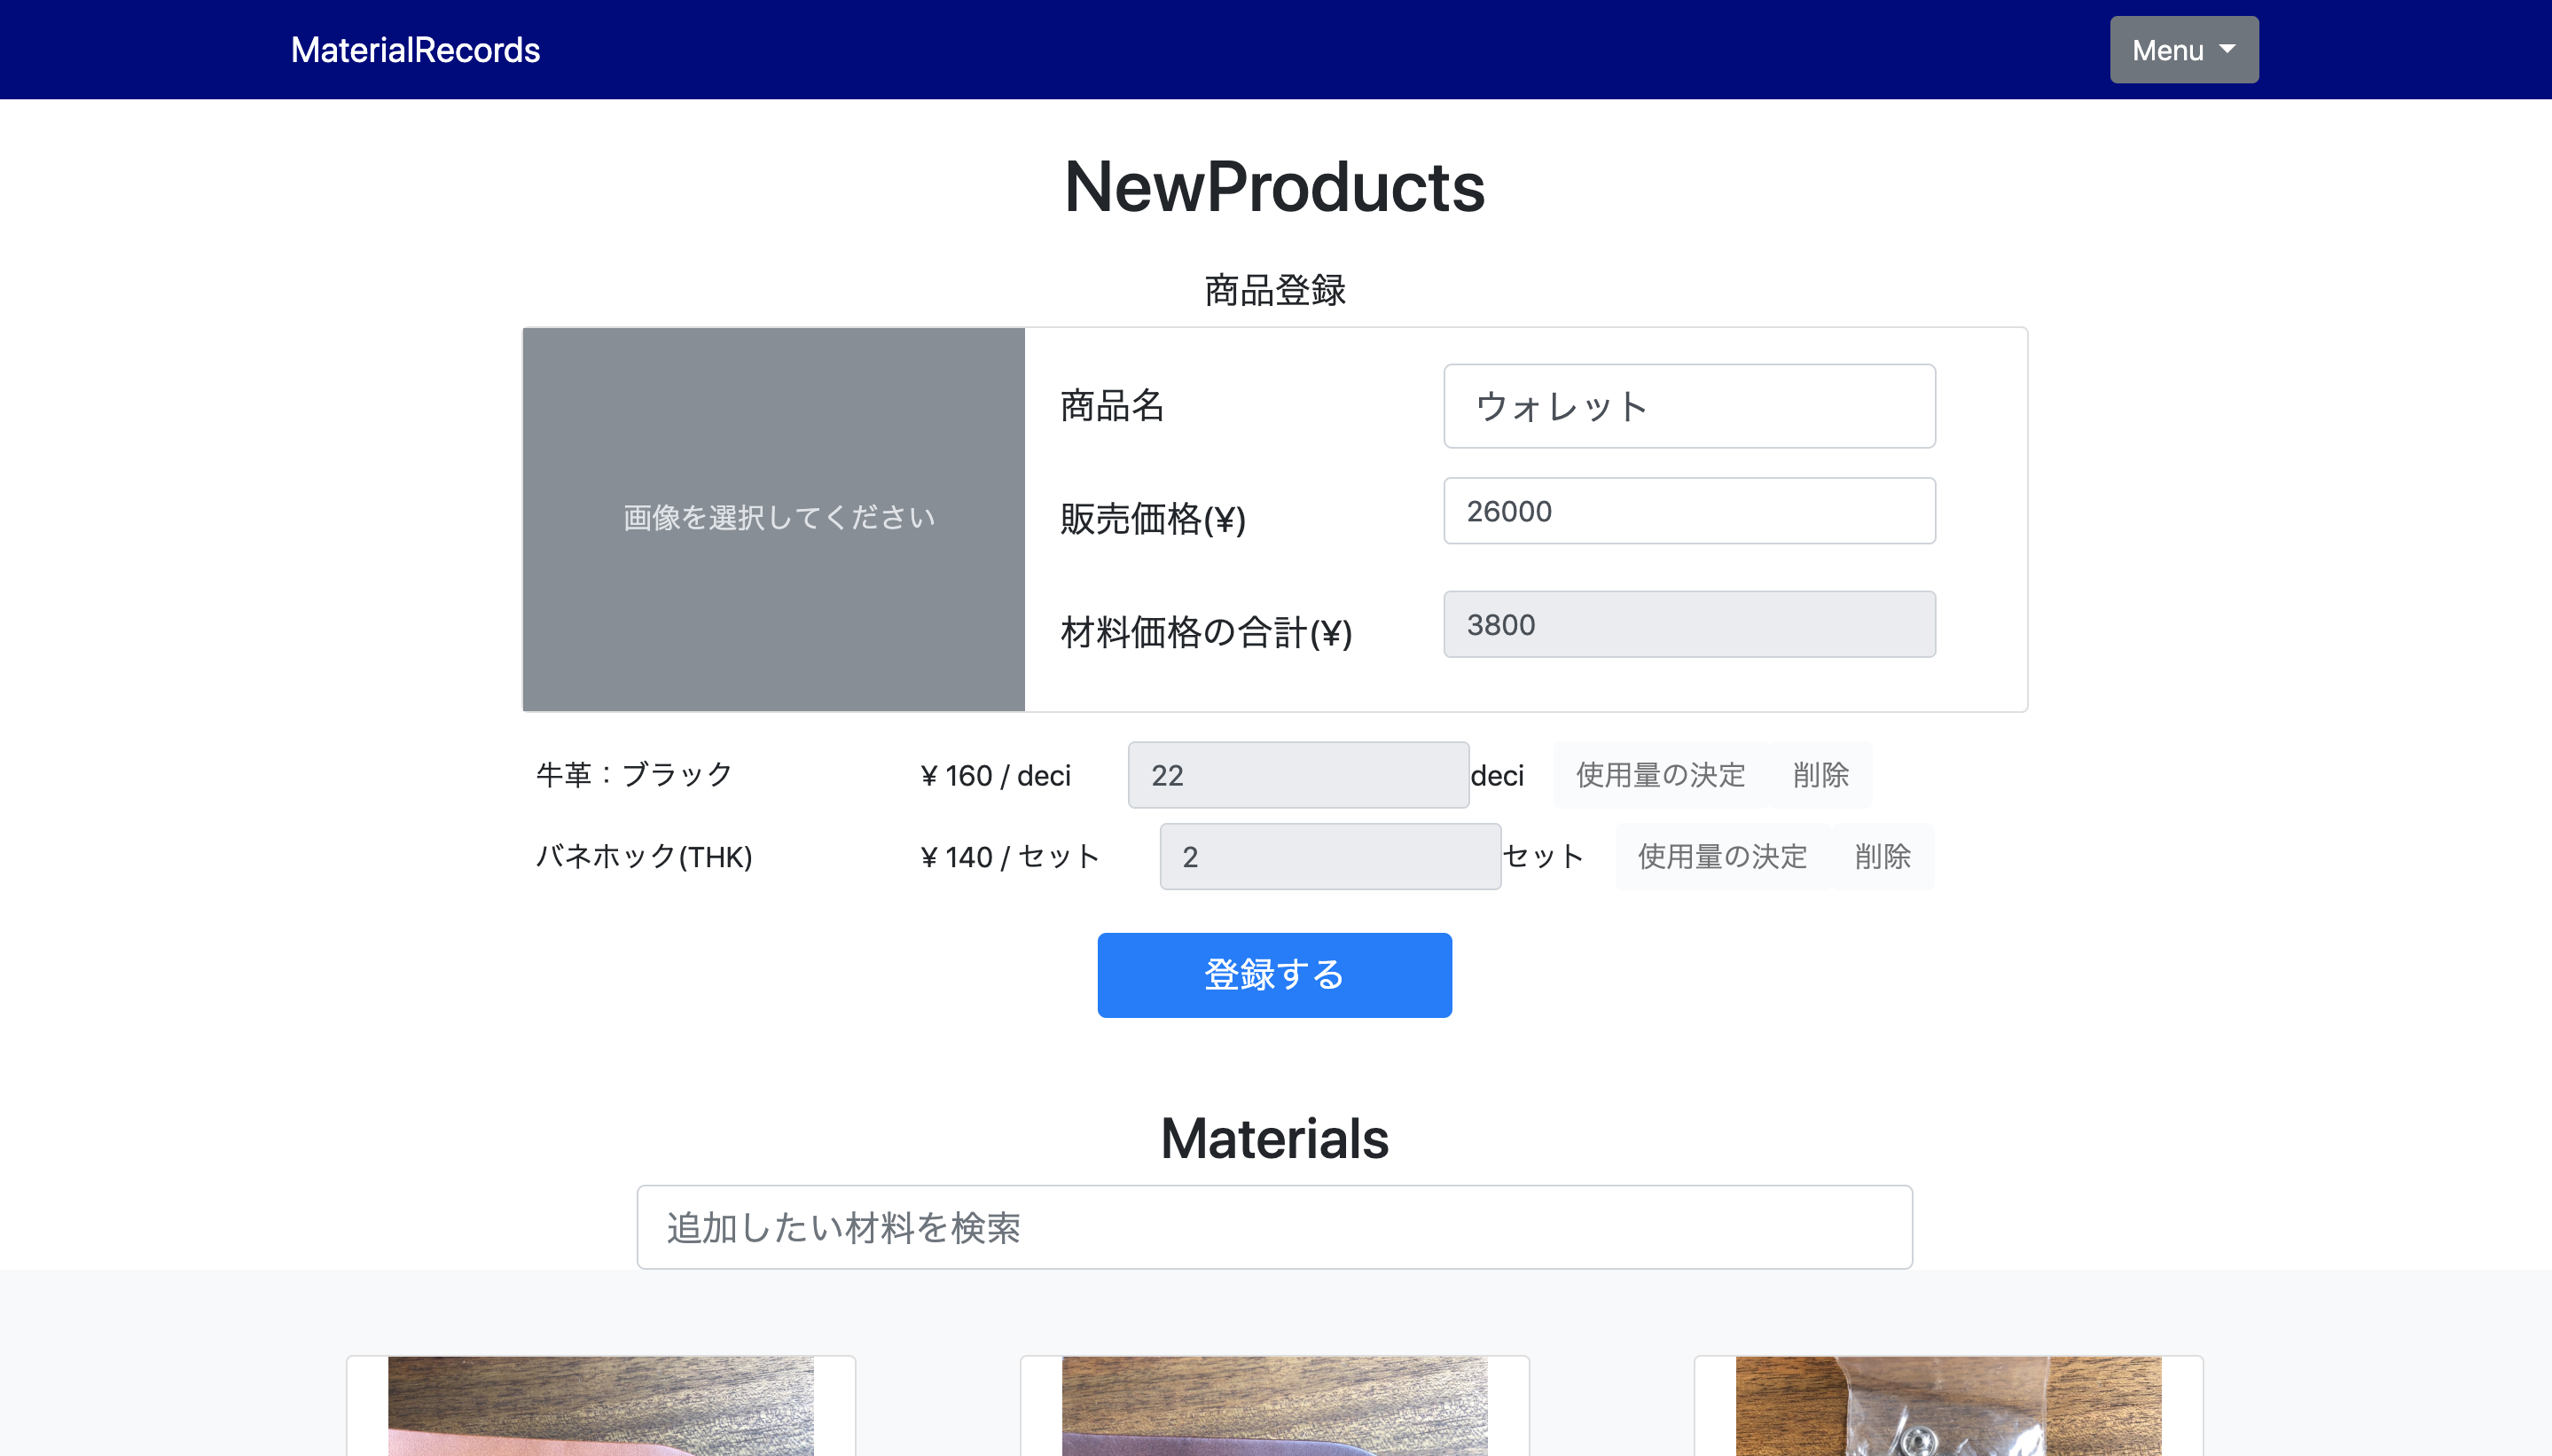 MaterialRecords
Menu
NewProducts
商品登録
画像を選択してください
商品名
ウォレット
販売価格(¥)
26000
材料価格の合計(¥)
3800
牛革：ブラック ¥ 160 / deci 22 deci 使用量の決定 削除
バネホック(THK) ¥ 140 / セット 2 セット 使用量の決定 削除
登録する
Materials
追加したい材料を検索